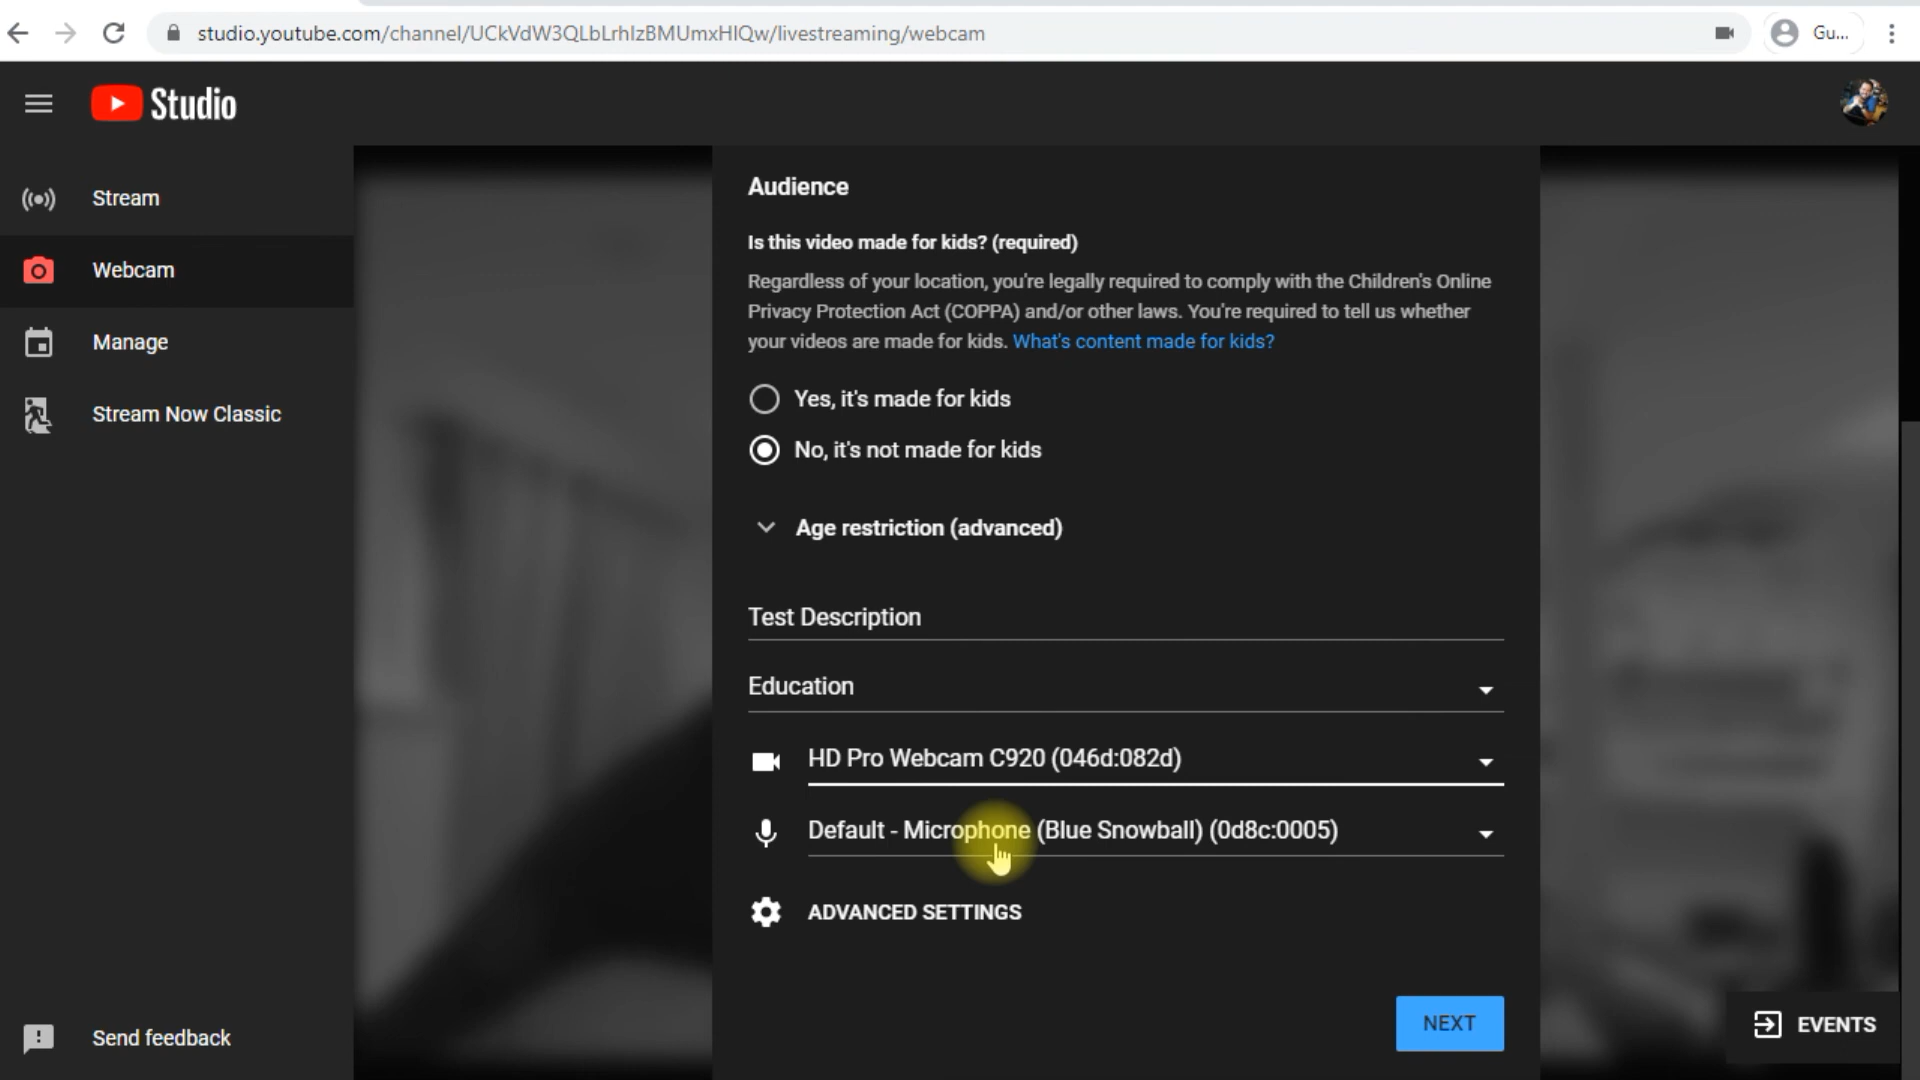 studio.youtube.com/channel/UCkVdW3QLbLrhIzBMUmxHIQw/livestreaming/webcam
Gu...
Studio
Stream
Webcam
Manage
Stream Now Classic
Send feedback
Audience
Is this video made for kids? (required)
Regardless of your location, you're legally required to comply with the Children's Online
Privacy Protection Act (COPPA) and/or other laws. You're required to tell us whether
your videos are made for kids. What's content made for kids?
Yes, it's made for kids
No, it's not made for kids
Age restriction (advanced)
Test Description
Education
HD Pro Webcam C920 (046d:082d)
Default - Microphone (Blue Snowball) (0d8c:0005)
ADVANCED SETTINGS
NEXT
EVENTS